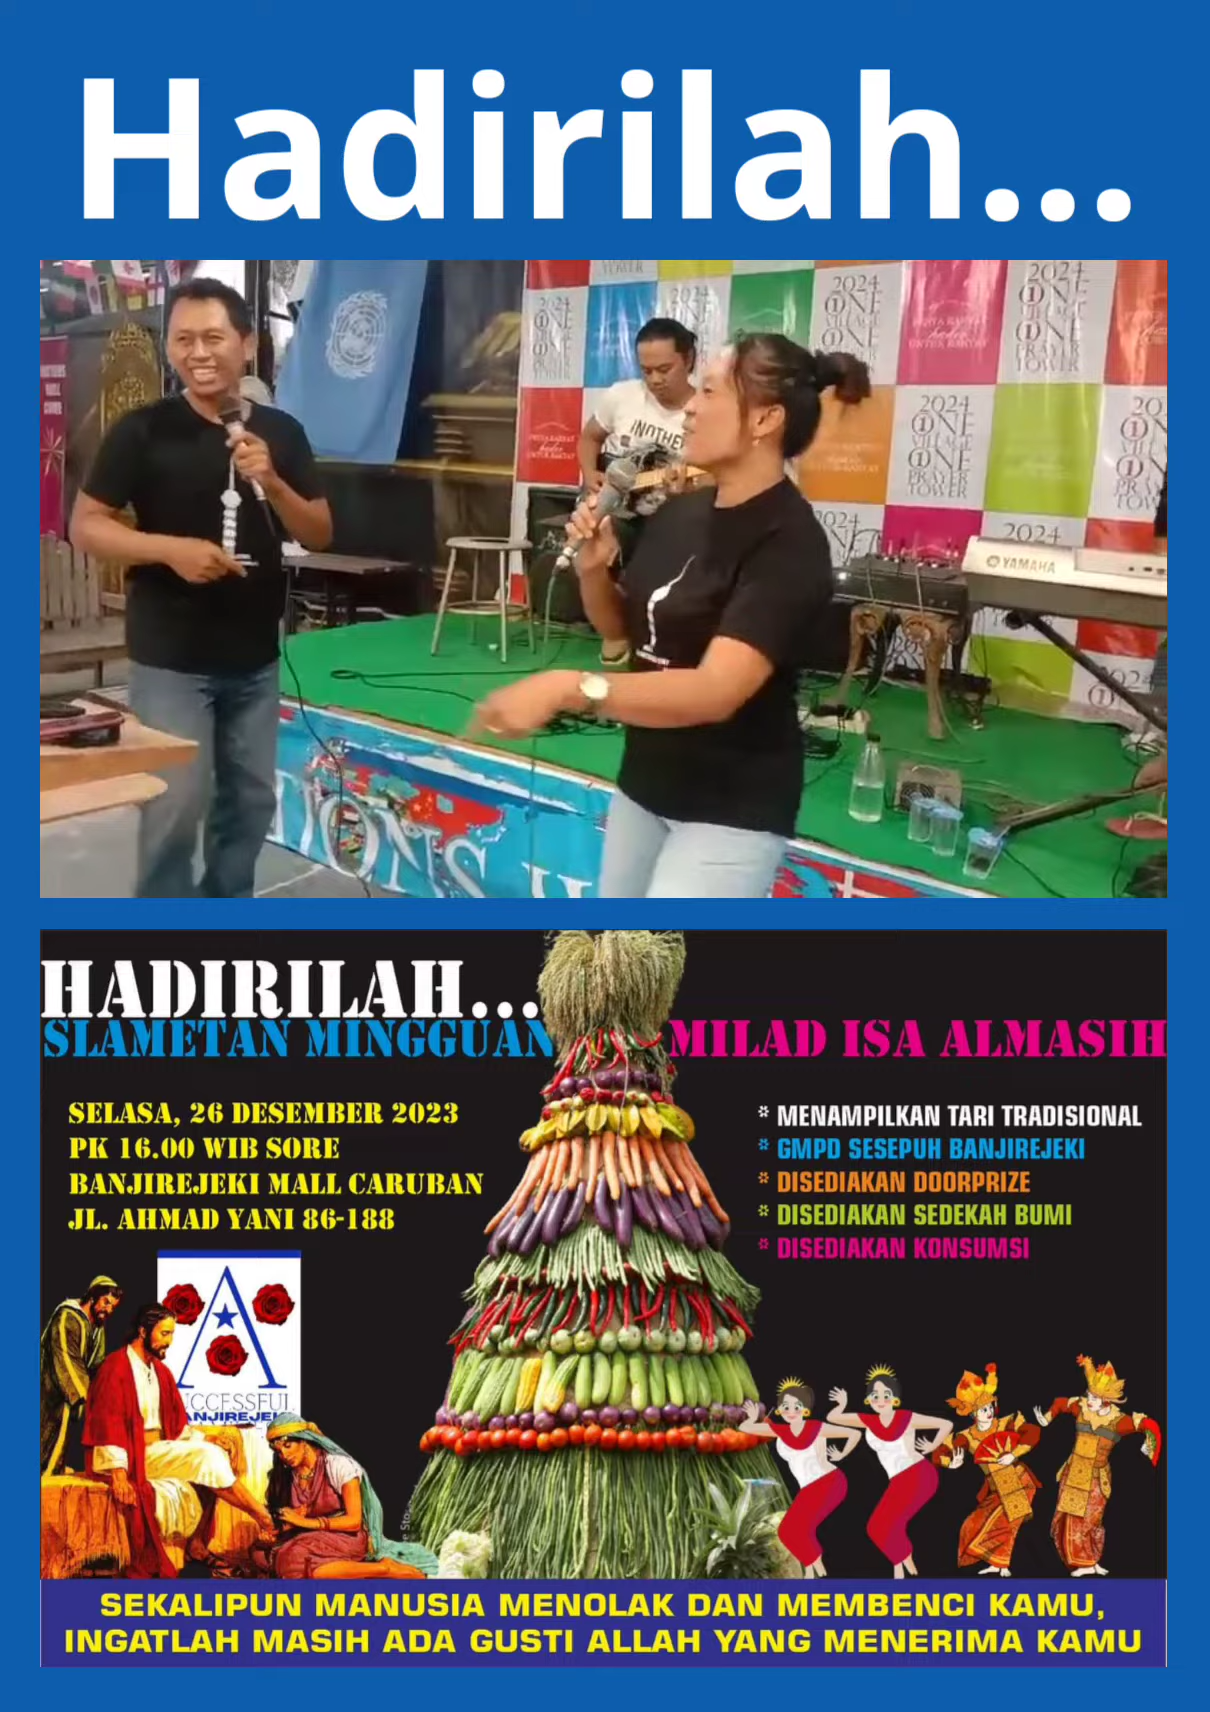 Hadirilah...
2024
ONE
VILLAGE
ONE
PRAYER
TOWER
UNTUK RAKYAT
YAMAHA
2024
HADIRILAH...
SLAMETAN MINGGUAN
MILAD ISA ALMASIH
SELASA, 26 DESEMBER 2023
PK 16.00 WIB SORE
BANJIREJEKI MALL CARUBAN
JL. AHMAD YANI 86-188
* MENAMPILKAN TARI TRADISIONAL
* GMPD SESEPUH BANJIREJEKI
* DISEDIAKAN DOORPRIZE
* DISEDIAKAN SEDEKAH BUMI
* DISEDIAKAN KONSUMSI
A
SEKALIPUN MANUSIA MENOLAK DAN MEMBENCI KAMU,
INGATLAH MASIH ADA GUSTI ALLAH YANG MENERIMA KAMU